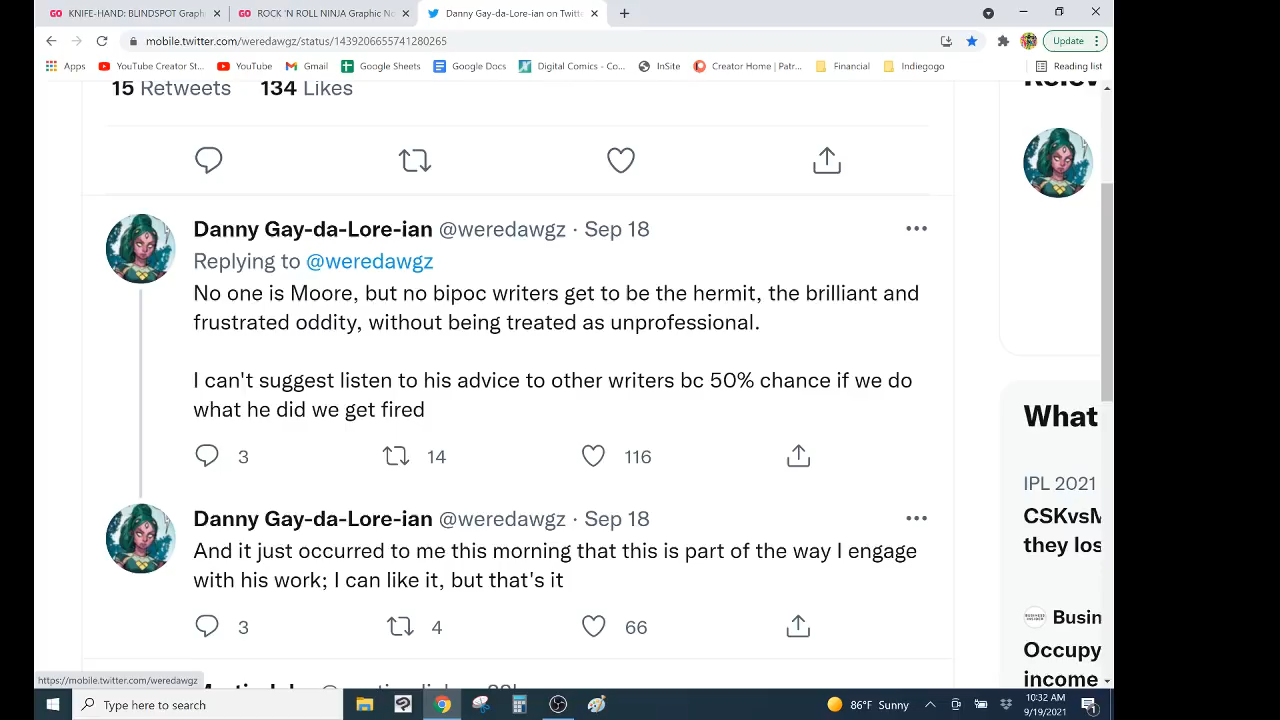 KNIFE-HAND: BLINDSPOT Graph
ROCK 'N ROLL NINJA Graphic No
Danny Gay-da-Lore-ian on Twitte
mobile.twitter.com/weredawgz/status/1439206655741280265
Update
Apps
YouTube Creator St...
YouTube
Gmail
Google Sheets
Google Docs
Digital Comics - Co...
InSite
Creator Home | Patr...
Financial
Indiegogo
Reading list
15 Retweets 134 Likes
Danny Gay-da-Lore-ian @weredawgz · Sep 18
Replying to @weredawgz
No one is Moore, but no bipoc writers get to be the hermit, the brilliant and
frustrated oddity, without being treated as unprofessional.
I can't suggest listen to his advice to other writers bc 50% chance if we do
what he did we get fired
3 14 116
Danny Gay-da-Lore-ian @weredawgz · Sep 18
And it just occurred to me this morning that this is part of the way I engage
with his work; I can like it, but that's it
3 4 66
What
IPL 2021
CSKvsM
they los
Busin
Occupy
income
https://mobile.twitter.com/weredawgz
Type here to search
86°F Sunny
10:32 AM
9/19/2021
1